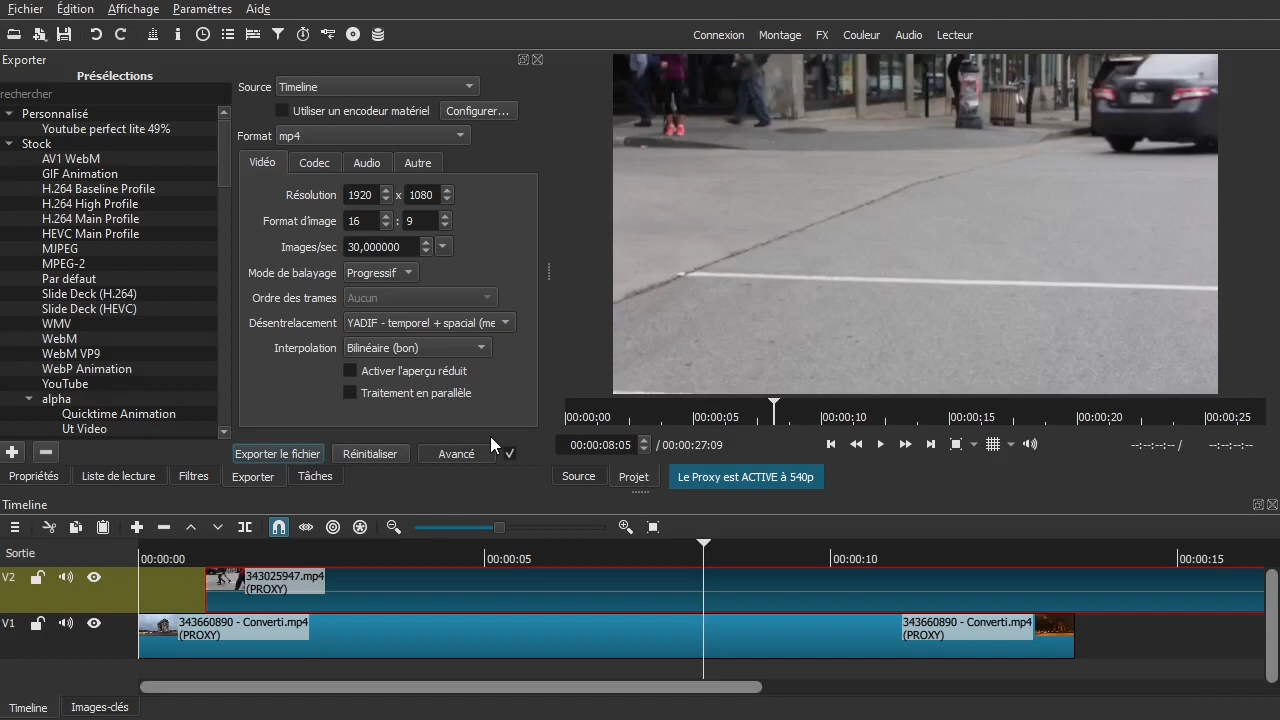 Fichier Édition Affichage Paramètres Aide
Connexion Montage FX Couleur Audio Lecteur
Exporter
Présélections
rechercher
Personnalisé
Youtube perfect lite 49%
Stock
AV1 WebM
GIF Animation
H.264 Baseline Profile
H.264 High Profile
H.264 Main Profile
HEVC Main Profile
MJPEG
MPEG-2
Par défaut
Slide Deck (H.264)
Slide Deck (HEVC)
WMV
WebM
WebM VP9
WebP Animation
YouTube
alpha
Quicktime Animation
Ut Video
Source Timeline
Utiliser un encodeur matériel Configurer...
Format mp4
Vidéo Codec Audio Autre
Résolution 1920 x 1080
Format d'image 16 : 9
Images/sec 30,000000
Mode de balayage Progressif
Ordre des trames Aucun
Désentrelacement YADIF - temporel + spacial (me
Interpolation Bilinéaire (bon)
Activer l'aperçu réduit
Traitement en parallèle
Exporter le fichier Réinitialiser Avancé
Propriétés Liste de lecture Filtres Exporter Tâches
00:00:00 00:00:05 00:00:10 00:00:15 00:00:20 00:00:25
00:00:08:05 / 00:00:27:09 --:--:--:-- / --:--:--:--
Source Projet Le Proxy est ACTIVE à 540p
Timeline
Sortie 00:00:00 00:00:05 00:00:10 00:00:15
V2 343025947.mp4
(PROXY)
V1 343660890 - Converti.mp4 343660890 - Converti.mp4
(PROXY) (PROXY)
Timeline Images-clés